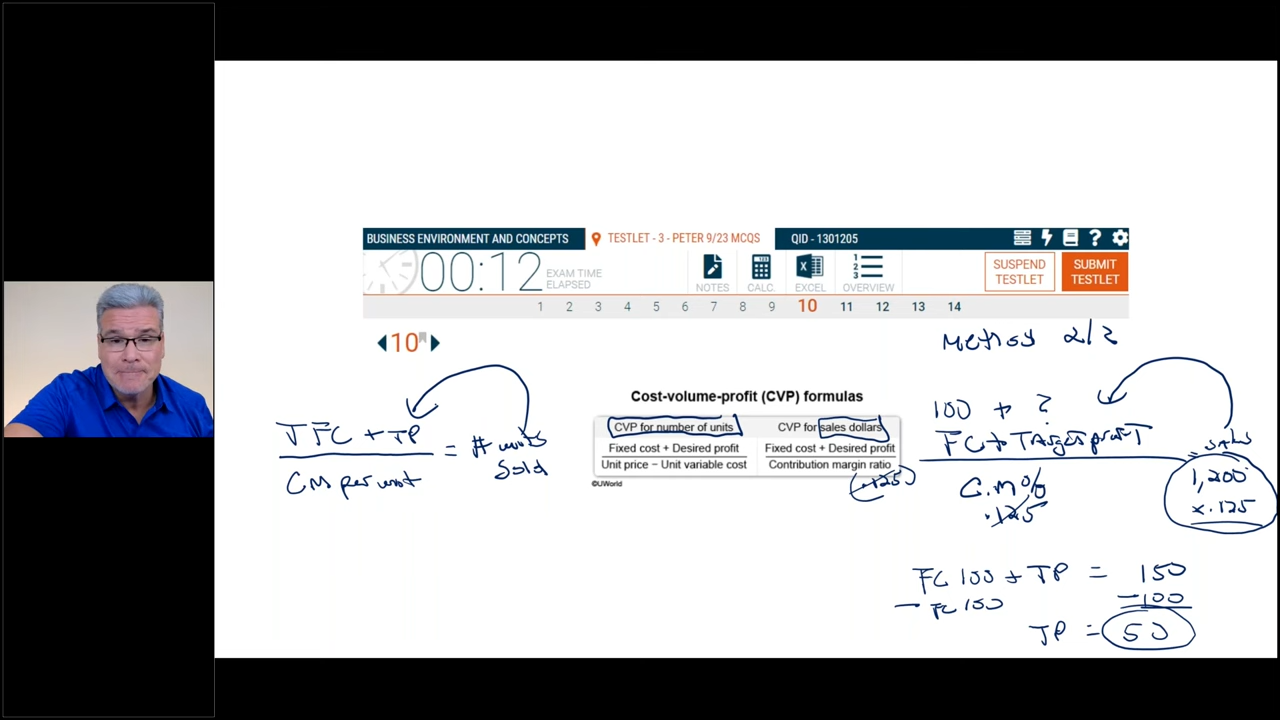 BUSINESS ENVIRONMENT AND CONCEPTS
TESTLET - 3 - PETER 9/23 MCQS
QID - 1301205
00:12
EXAM TIME
ELAPSED
NOTES
CALC.
EXCEL
OVERVIEW
SUSPEND
TESTLET
SUBMIT
TESTLET
1 2 3 4 5 6 7 8 9 10 11 12 13 14
10
Method 2/2
Cost-volume-profit (CVP) formulas
CVP for number of units
CVP for sales dollars
Fixed cost + Desired profit
Unit price − Unit variable cost
Fixed cost + Desired profit
Contribution margin ratio
©UWorld
.125
TFC + TP
CM per unit
= # units
sold
100 + ?
FC + Target profit
C.M %
.125
= sales
1,200
x .125
FC 100 + TP = 150
− FC 100 −100
TP = 50